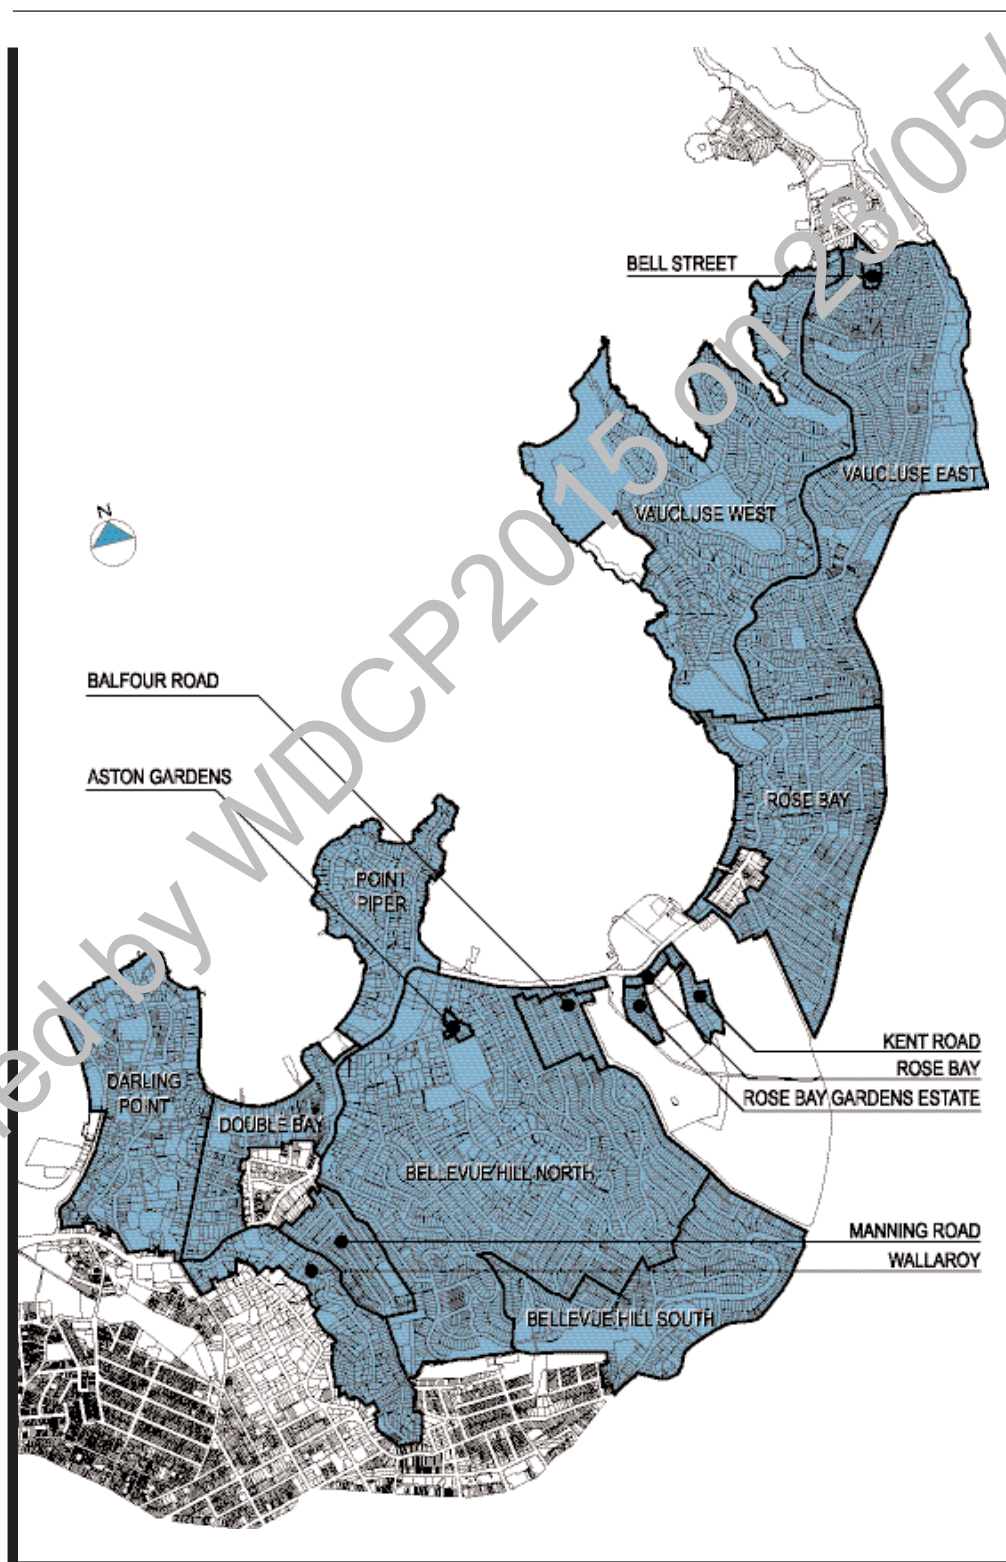 BELL STREET
VAUCLUSE EAST
VAUCLUSE WEST
N
BALFOUR ROAD
ASTON GARDENS
ROSE BAY
POINT
PIPER
KENT ROAD
ROSE BAY
ROSE BAY GARDENS ESTATE
DARLING
POINT
DOUBLE BAY
BELLEVUE HILL NORTH
MANNING ROAD
WALLAROY
BELLEVUE HILL SOUTH
by WDCP2015 on 23/05/